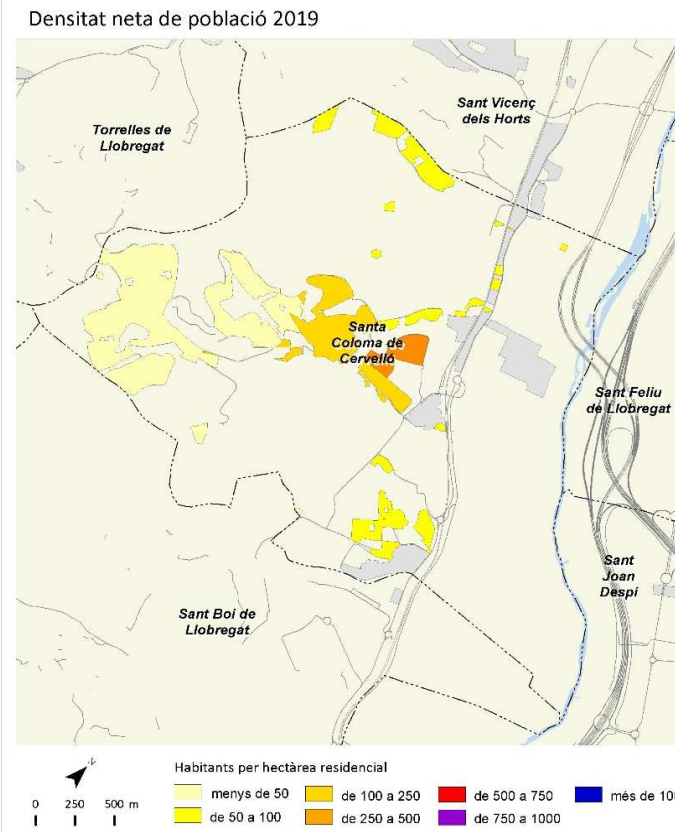 Densitat neta de població 2019
Sant Vicenç
dels Horts
Torrelles de
Llobregat
Santa
Coloma de
Cervelló
Sant Feliu
de Llobregat
Sant
Joan
Despí
Sant Boi de
Llobregat
N
0 250 500 m
Habitants per hectàrea residencial
menys de 50
de 50 a 100
de 100 a 250
de 250 a 500
de 500 a 750
de 750 a 1000
més de 10